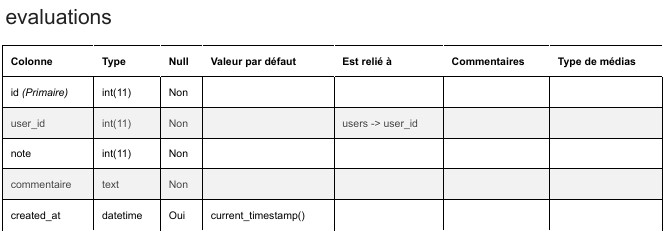 evaluations
Colonne Type Null Valeur par défaut Est relié à Commentaires Type de médias
id (Primaire) int(11) Non
user_id int(11) Non users -> user_id
note int(11) Non
commentaire text Non
created_at datetime Oui current_timestamp()